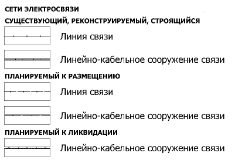 СЕТИ ЭЛЕКТРОСВЯЗИ
СУЩЕСТВУЮЩИЙ, РЕКОНСТРУИРУЕМЫЙ, СТРОЯЩИЙСЯ
Линия связи
Линейно-кабельное сооружение связи
ПЛАНИРУЕМЫЙ К РАЗМЕЩЕНИЮ
Линия связи
Линейно-кабельное сооружение связи
ПЛАНИРУЕМЫЙ К ЛИКВИДАЦИИ
Линейно-кабельное сооружение связи